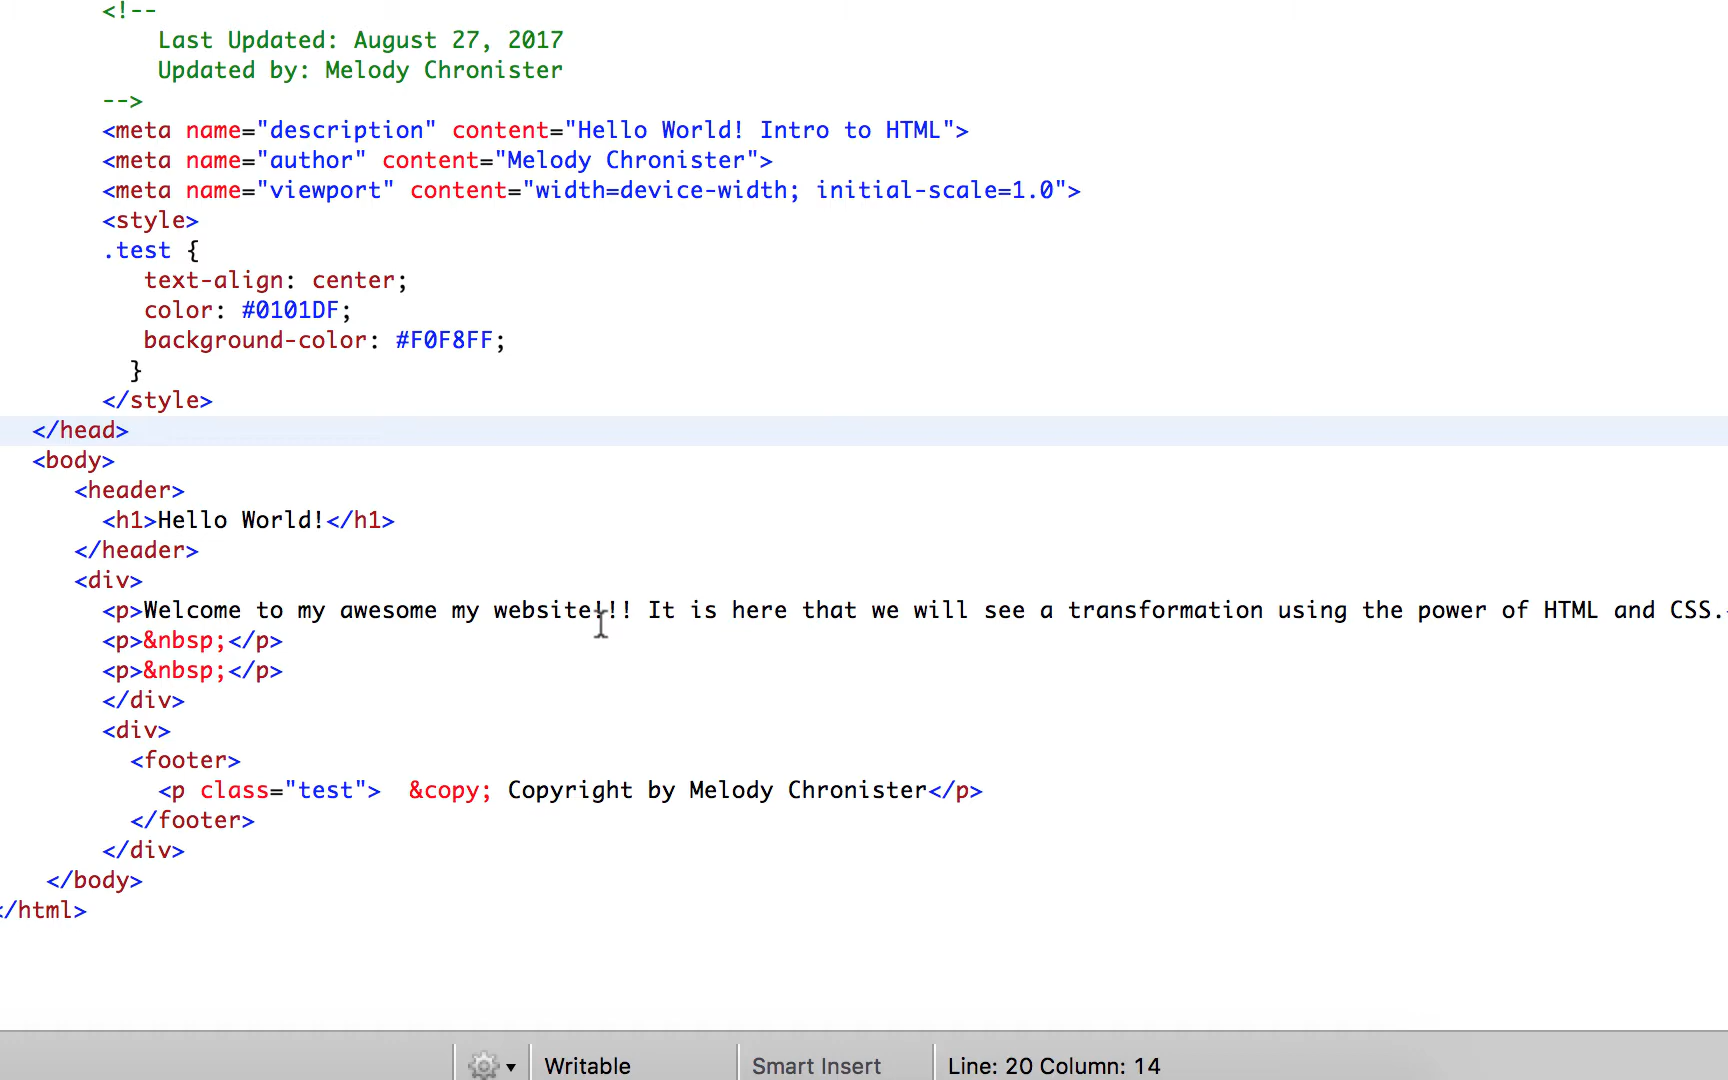 <!--
Last Updated: August 27, 2017
Updated by: Melody Chronister
-->
<meta name="description" content="Hello World! Intro to HTML">
<meta name="author" content="Melody Chronister">
<meta name="viewport" content="width=device-width; initial-scale=1.0">
<style>
.test {
text-align: center;
color: #0101DF;
background-color: #F0F8FF;
}
</style>
</head>
<body>
<header>
<h1>Hello World!</h1>
</header>
<div>
<p>Welcome to my awesome my website!!! It is here that we will see a transformation using the power of HTML and CSS.
<p>&nbsp;</p>
<p>&nbsp;</p>
</div>
<div>
<footer>
<p class="test">  &copy; Copyright by Melody Chronister</p>
</footer>
</div>
</body>
</html>
Writable Smart Insert Line: 20 Column: 14